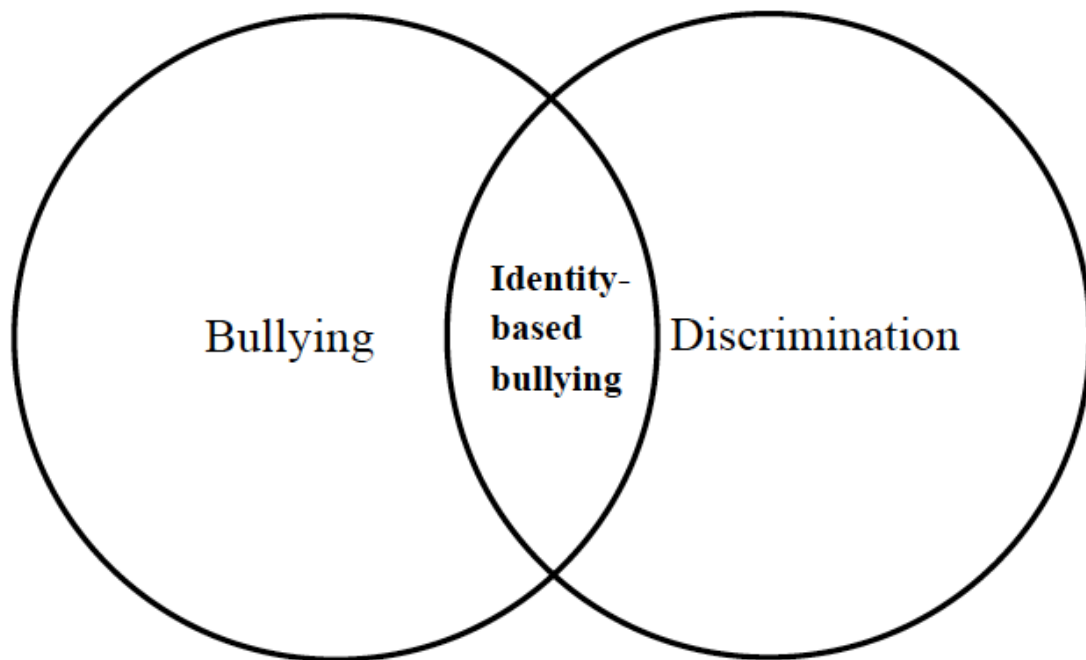 Bullying
Identity-
based
bullying
Discrimination